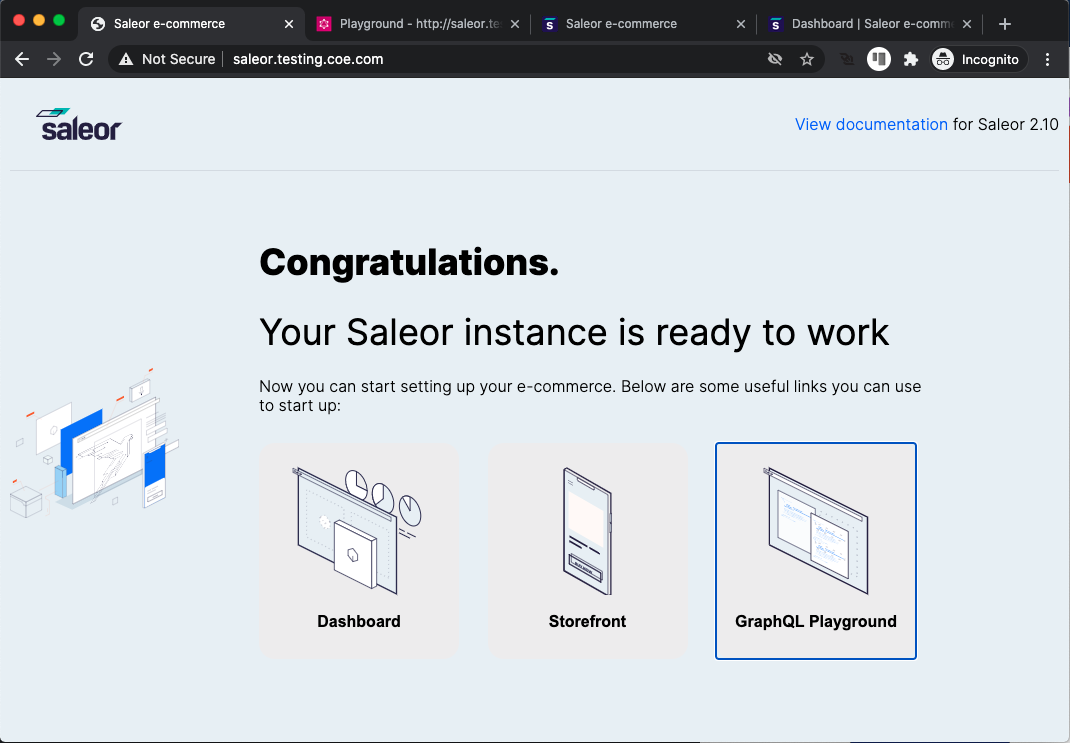 Saleor e-commerce
Playground - http://saleor.te
Saleor e-commerce
Dashboard | Saleor e-comm
Not Secure
saleor.testing.coe.com
Incognito
saleor
View documentation for Saleor 2.10
Congratulations.
Your Saleor instance is ready to work
Now you can start setting up your e-commerce. Below are some useful links you can use
to start up:
Dashboard
Storefront
GraphQL Playground